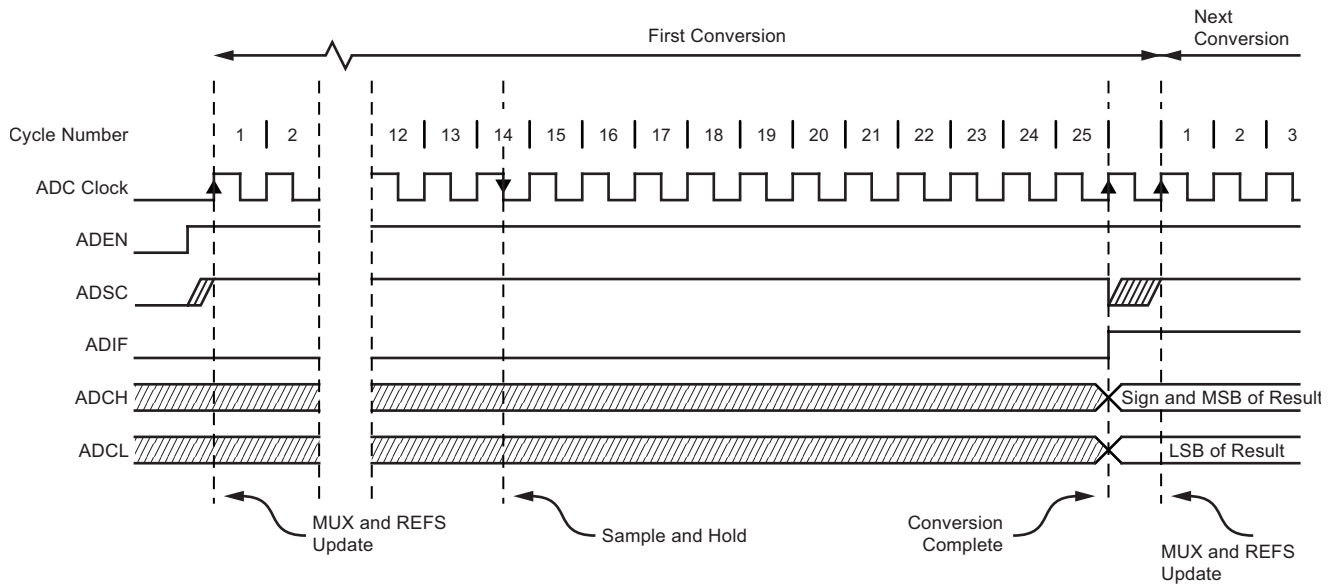 First Conversion
Next
Conversion
Cycle Number 1 2 12 13 14 15 16 17 18 19 20 21 22 23 24 25 1 2 3
ADC Clock
ADEN
ADSC
ADIF
ADCH Sign and MSB of Result
ADCL LSB of Result
MUX and REFS
Update
Sample and Hold
Conversion
Complete
MUX and REFS
Update